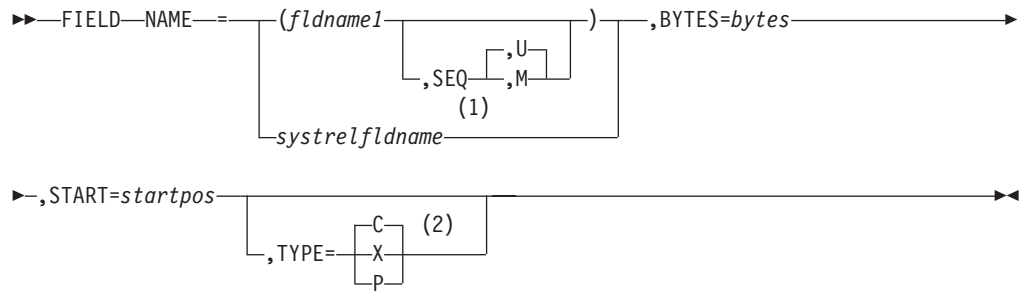 FIELD NAME = (fldname1 ) ,BYTES=bytes
,U
,SEQ ,M
(1)
systrelfldname
,START=startpos
C (2)
,TYPE= X
P